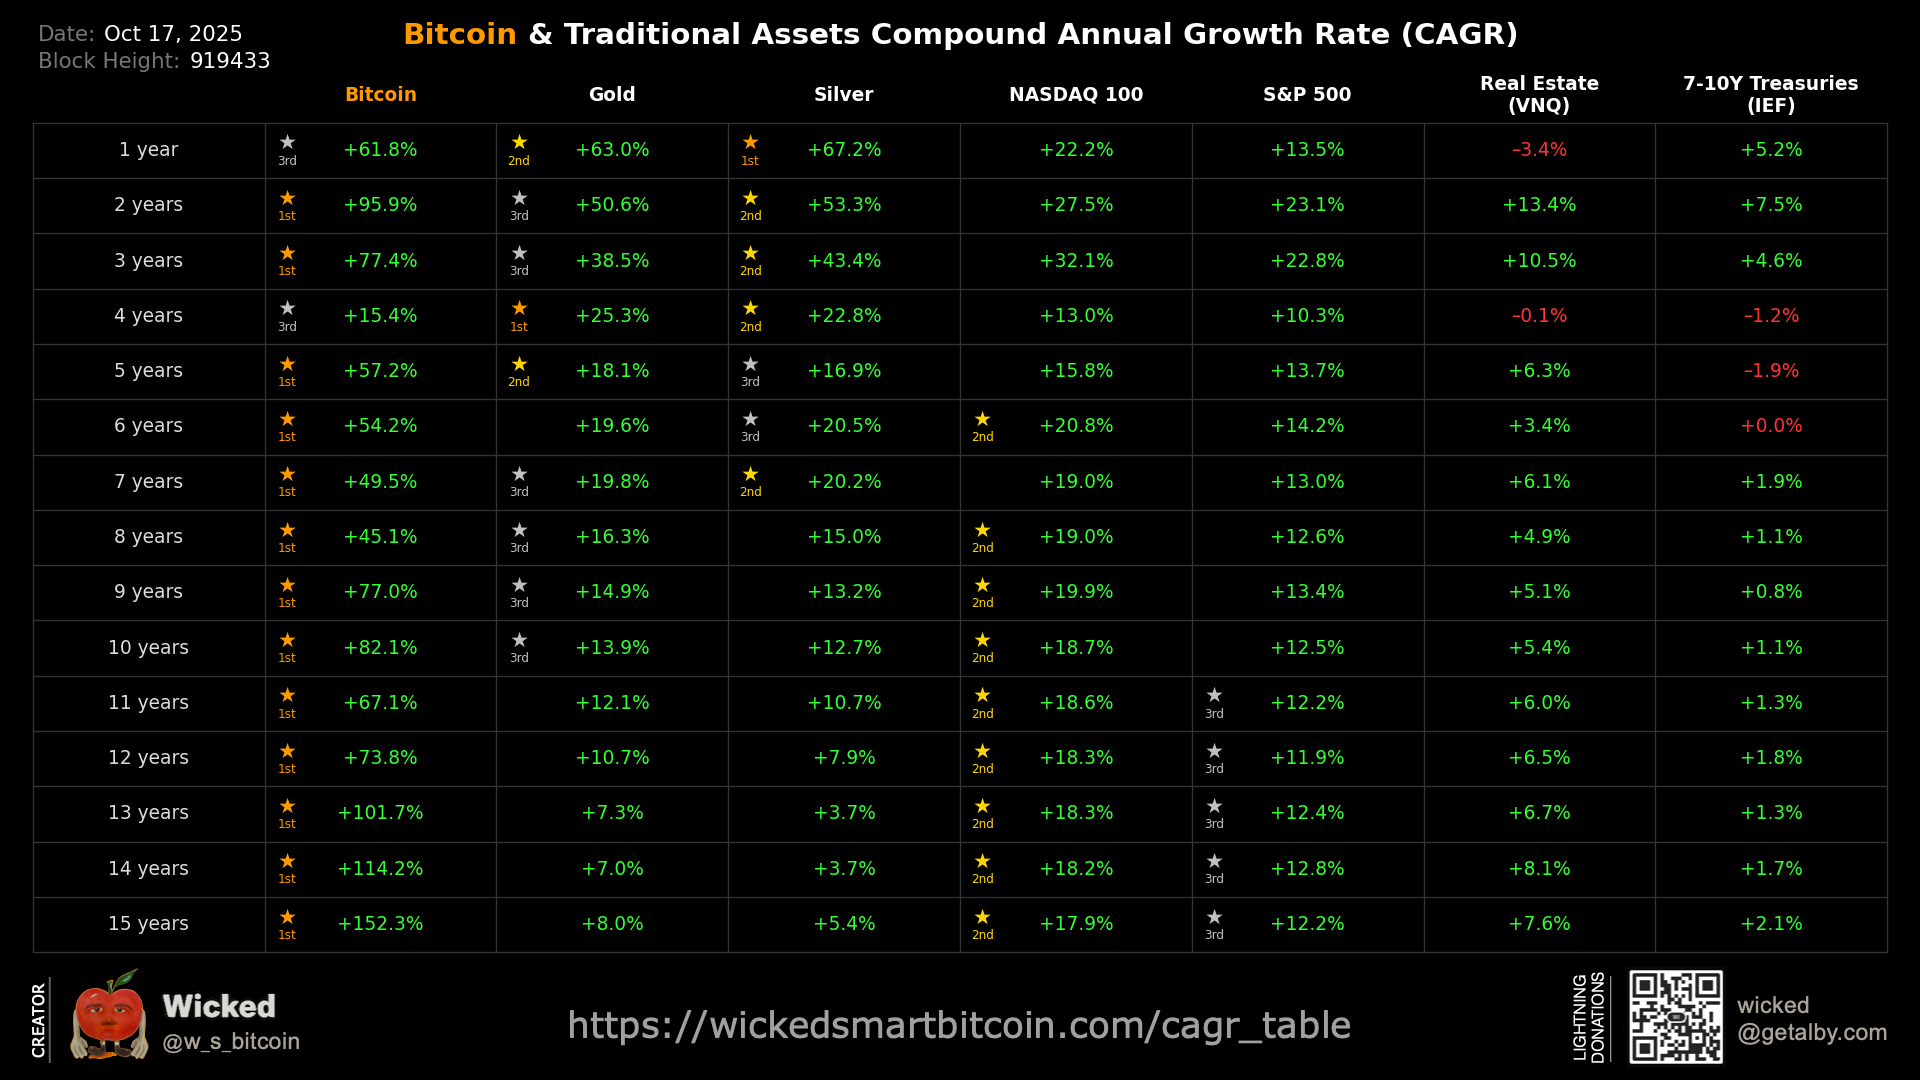 Date: Oct 17, 2025
Block Height: 919433
Bitcoin & Traditional Assets Compound Annual Growth Rate (CAGR)
Bitcoin Gold Silver NASDAQ 100 S&P 500 Real Estate (VNQ) 7-10Y Treasuries (IEF)
1 year ★ 3rd +61.8% ★ 2nd +63.0% ★ 1st +67.2% +22.2% +13.5% –3.4% +5.2%
2 years ★ 1st +95.9% ★ 3rd +50.6% ★ 2nd +53.3% +27.5% +23.1% +13.4% +7.5%
3 years ★ 1st +77.4% ★ 3rd +38.5% ★ 2nd +43.4% +32.1% +22.8% +10.5% +4.6%
4 years ★ 3rd +15.4% ★ 1st +25.3% ★ 2nd +22.8% +13.0% +10.3% –0.1% –1.2%
5 years ★ 1st +57.2% ★ 2nd +18.1% ★ 3rd +16.9% +15.8% +13.7% +6.3% –1.9%
6 years ★ 1st +54.2% +19.6% ★ 3rd +20.5% ★ 2nd +20.8% +14.2% +3.4% +0.0%
7 years ★ 1st +49.5% ★ 3rd +19.8% ★ 2nd +20.2% +19.0% +13.0% +6.1% +1.9%
8 years ★ 1st +45.1% ★ 3rd +16.3% +15.0% ★ 2nd +19.0% +12.6% +4.9% +1.1%
9 years ★ 1st +77.0% ★ 3rd +14.9% +13.2% ★ 2nd +19.9% +13.4% +5.1% +0.8%
10 years ★ 1st +82.1% ★ 3rd +13.9% +12.7% ★ 2nd +18.7% +12.5% +5.4% +1.1%
11 years ★ 1st +67.1% +12.1% +10.7% ★ 2nd +18.6% ★ 3rd +12.2% +6.0% +1.3%
12 years ★ 1st +73.8% +10.7% +7.9% ★ 2nd +18.3% ★ 3rd +11.9% +6.5% +1.8%
13 years ★ 1st +101.7% +7.3% +3.7% ★ 2nd +18.3% ★ 3rd +12.4% +6.7% +1.3%
14 years ★ 1st +114.2% +7.0% +3.7% ★ 2nd +18.2% ★ 3rd +12.8% +8.1% +1.7%
15 years ★ 1st +152.3% +8.0% +5.4% ★ 2nd +17.9% ★ 3rd +12.2% +7.6% +2.1%
CREATOR
Wicked
@w_s_bitcoin
https://wickedsmartbitcoin.com/cagr_table
LIGHTNING
DONATIONS
wicked
@getalby.com